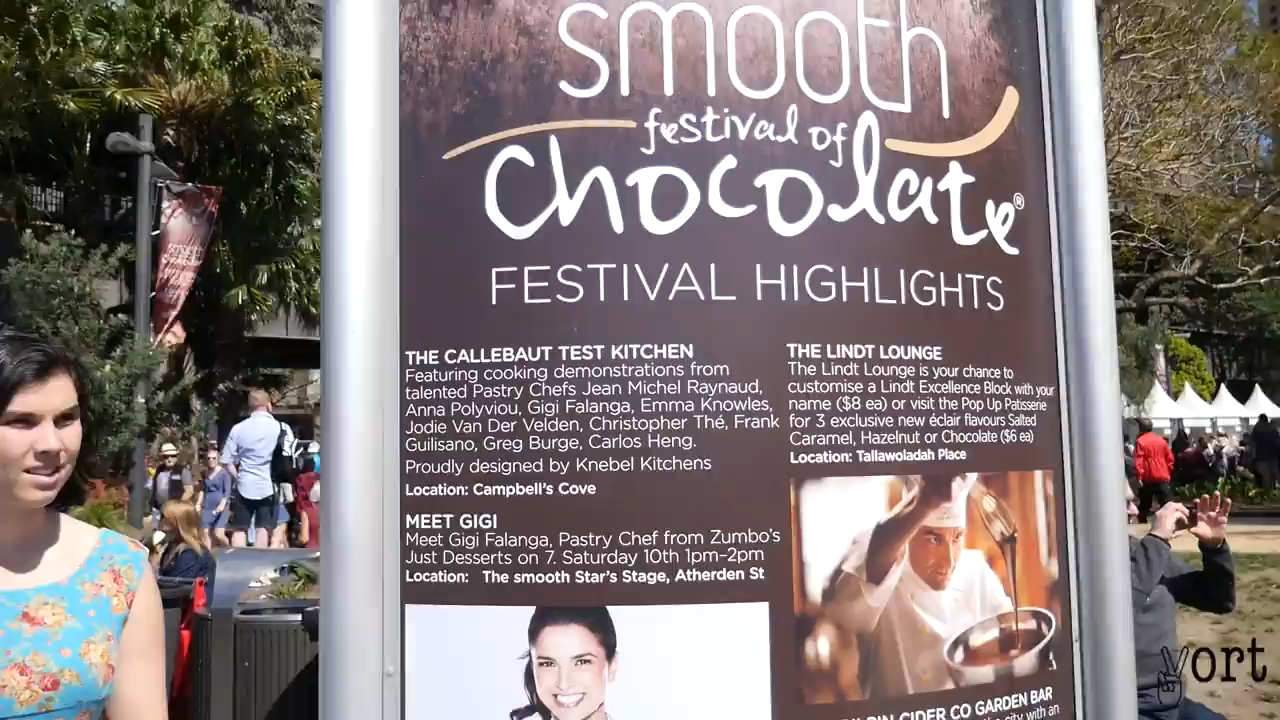 smooth
festival of
chocolate®
FESTIVAL HIGHLIGHTS
THE CALLEBAUT TEST KITCHEN
Featuring cooking demonstrations from
talented Pastry Chefs Jean Michel Raynaud,
Anna Polyviou, Gigi Falanga, Emma Knowles,
Jodie Van Der Velden, Christopher Thé, Frank
Guilisano, Greg Burge, Carlos Heng.
Proudly designed by Knebel Kitchens
Location: Campbell's Cove
MEET GIGI
Meet Gigi Falanga, Pastry Chef from Zumbo's
Just Desserts on 7. Saturday 10th 1pm–2pm
Location: The smooth Star's Stage, Atherden St
THE LINDT LOUNGE
The Lindt Lounge is your chance to
customise a Lindt Excellence Block with your
name ($8 ea) or visit the Pop Up Patisserie
for 3 exclusive new éclair flavours Salted
Caramel, Hazelnut or Chocolate ($6 ea)
Location: Tallawoladah Place
CIDER CO GARDEN BAR
city with an
Vort